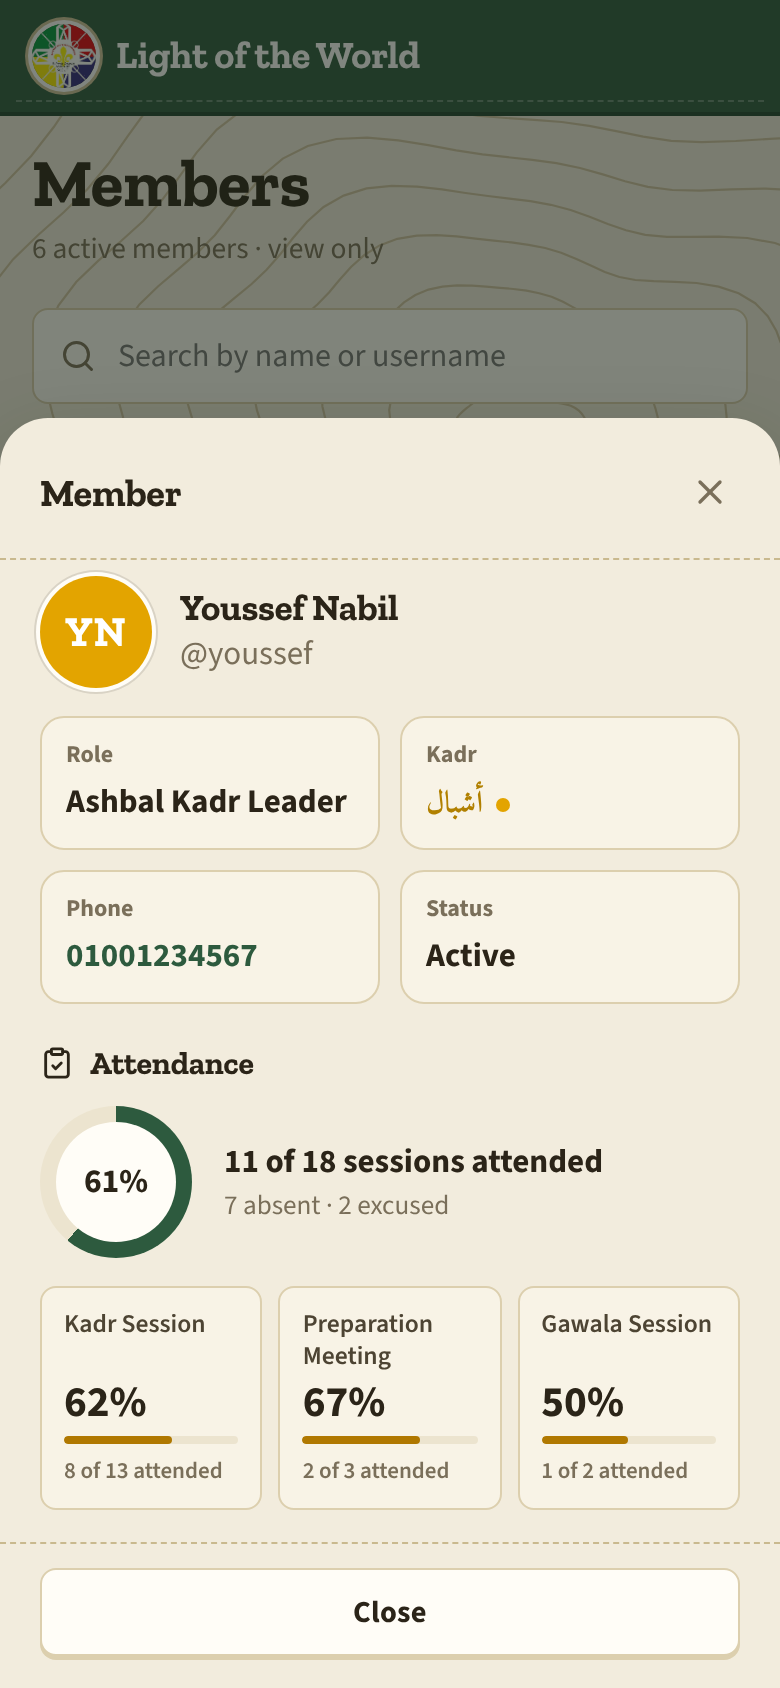 Light of the World
Members
6 active members · view only
Search by name or username
Member
YN
Youssef Nabil
@youssef
Role
Ashbal Kadr Leader
Kadr
أشبال
Phone
01001234567
Status
Active
Attendance
61%
11 of 18 sessions attended
7 absent · 2 excused
Kadr Session
62%
8 of 13 attended
Preparation
Meeting
67%
2 of 3 attended
Gawala Session
50%
1 of 2 attended
Close